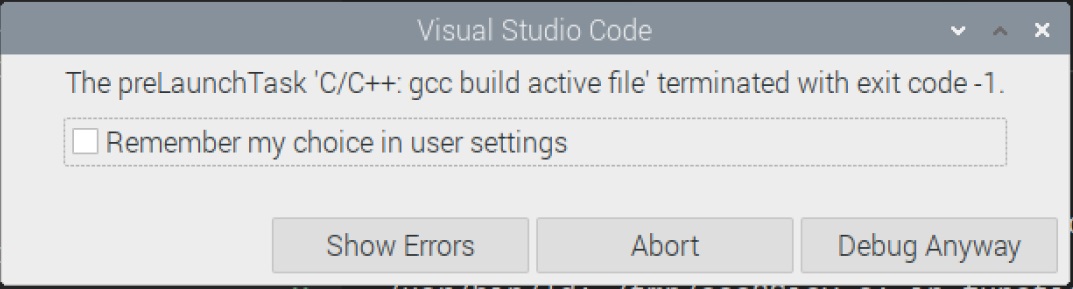 Visual Studio Code
The preLaunchTask 'C/C++: gcc build active file' terminated with exit code -1.
Remember my choice in user settings
Show Errors
Abort
Debug Anyway